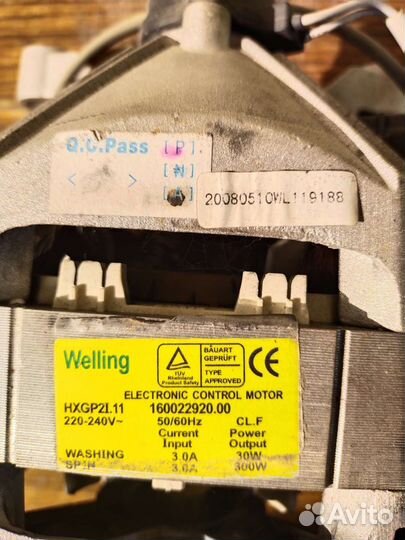 Q.C.Pass [P]
< > [N]
[A]
20080510WL119188
Welling
TÜV
Rheinland
Product Safety
BAUART
GEPRÜFT
TYPE
APPROVED
CE
ELECTRONIC CONTROL MOTOR
HXGP2I.11 160022920.00
220-240V~ 50/60Hz CL.F
Current Power
Input Output
WASHING 3.0A 30W
SPIN 3.0A 300W
Avito